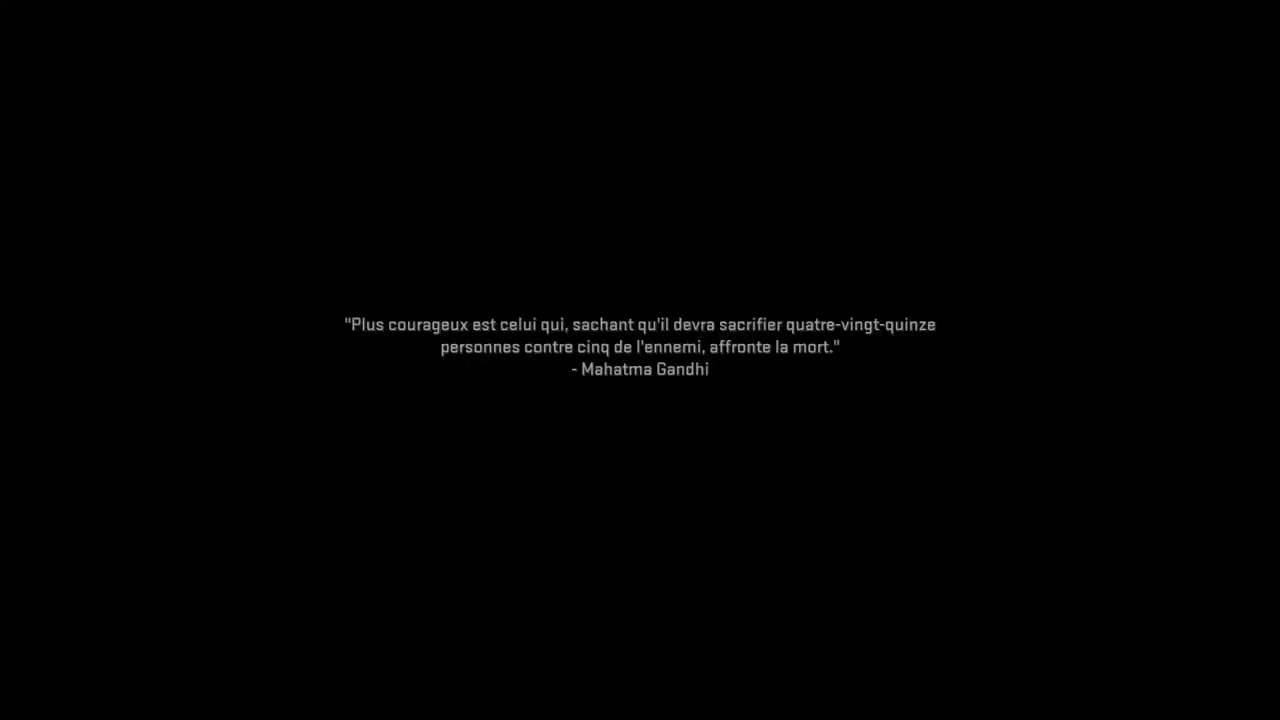 "Plus courageux est celui qui, sachant qu'il devra sacrifier quatre-vingt-quinze
personnes contre cinq de l'ennemi, affronte la mort."
- Mahatma Gandhi